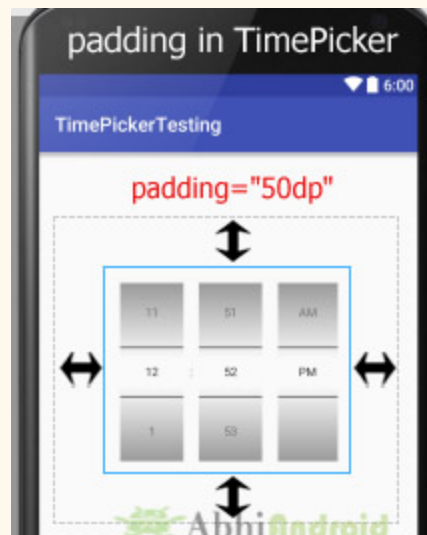 padding in TimePicker
6:00
TimePickerTesting
padding="50dp"
11 51 AM
12 : 52 PM
1 53
AbhiAndroid